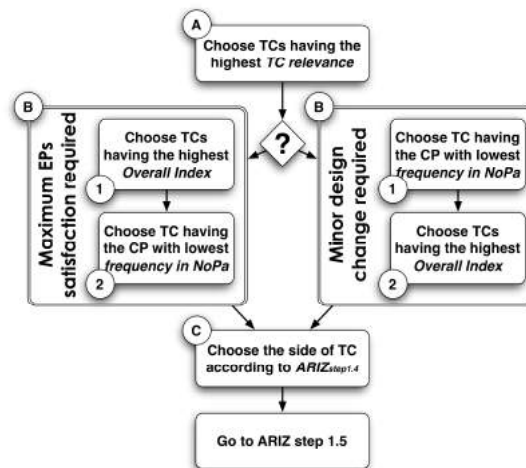 A
Choose TCs having the
highest TC relevance
?
B
Maximum EPs
satisfaction required
Choose TCs
having the highest
Overall Index
1
Choose TC having
the CP with lowest
frequency in NoPa
2
B
Minor design
change required
Choose TC having
the CP with lowest
frequency in NoPa
1
Choose TCs
having the highest
Overall Index
2
C
Choose the side of TC
according to ARIZstep1.4
Go to ARIZ step 1.5